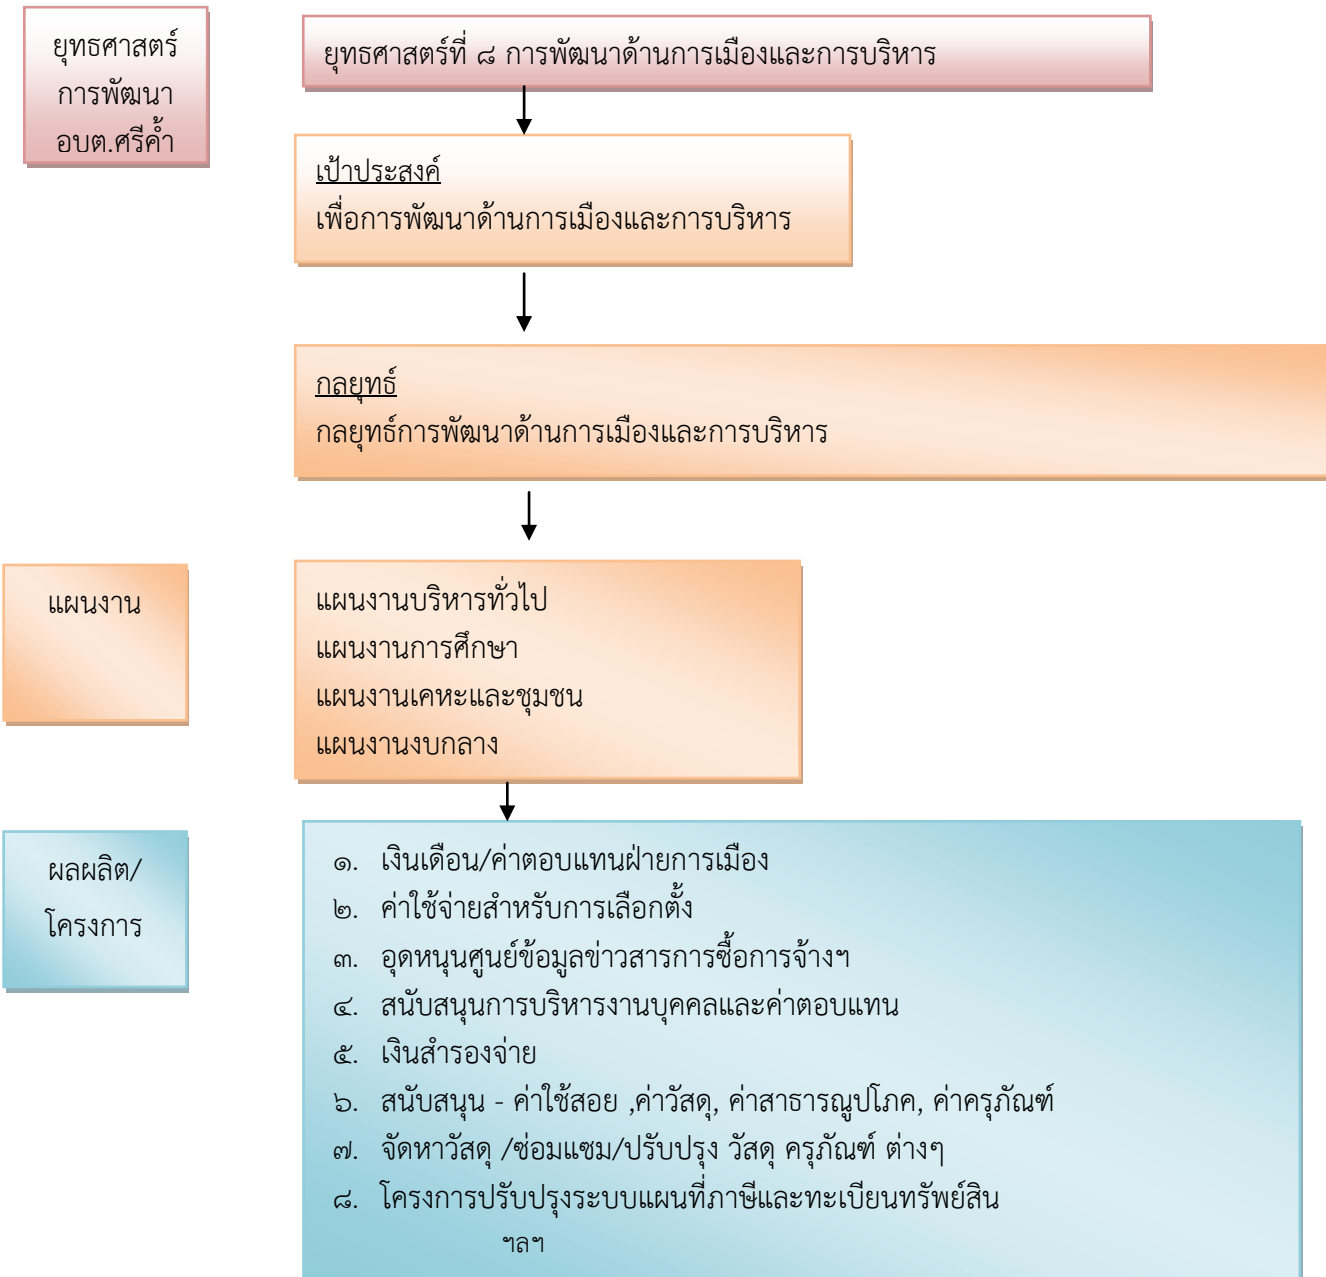 ยุทธศาสตร์
การพัฒนา
อบต.ศรีค้ำ
ยุทธศาสตร์ที่ ๘ การพัฒนาด้านการเมืองและการบริหาร
เป้าประสงค์
เพื่อการพัฒนาด้านการเมืองและการบริหาร
กลยุทธ์
กลยุทธ์การพัฒนาด้านการเมืองและการบริหาร
แผนงาน
แผนงานบริหารทั่วไป
แผนงานการศึกษา
แผนงานเคหะและชุมชน
แผนงานงบกลาง
ผลผลิต/
โครงการ
๑. เงินเดือน/ค่าตอบแทนฝ่ายการเมือง
๒. ค่าใช้จ่ายสำหรับการเลือกตั้ง
๓. อุดหนุนศูนย์ข้อมูลข่าวสารการซื้อการจ้างฯ
๔. สนับสนุนการบริหารงานบุคคลและค่าตอบแทน
๕. เงินสำรองจ่าย
๖. สนับสนุน - ค่าใช้สอย ,ค่าวัสดุ, ค่าสาธารณูปโภค, ค่าครุภัณฑ์
๗. จัดหาวัสดุ /ซ่อมแซม/ปรับปรุง วัสดุ ครุภัณฑ์ ต่างๆ
๘. โครงการปรับปรุงระบบแผนที่ภาษีและทะเบียนทรัพย์สิน
ฯลฯ